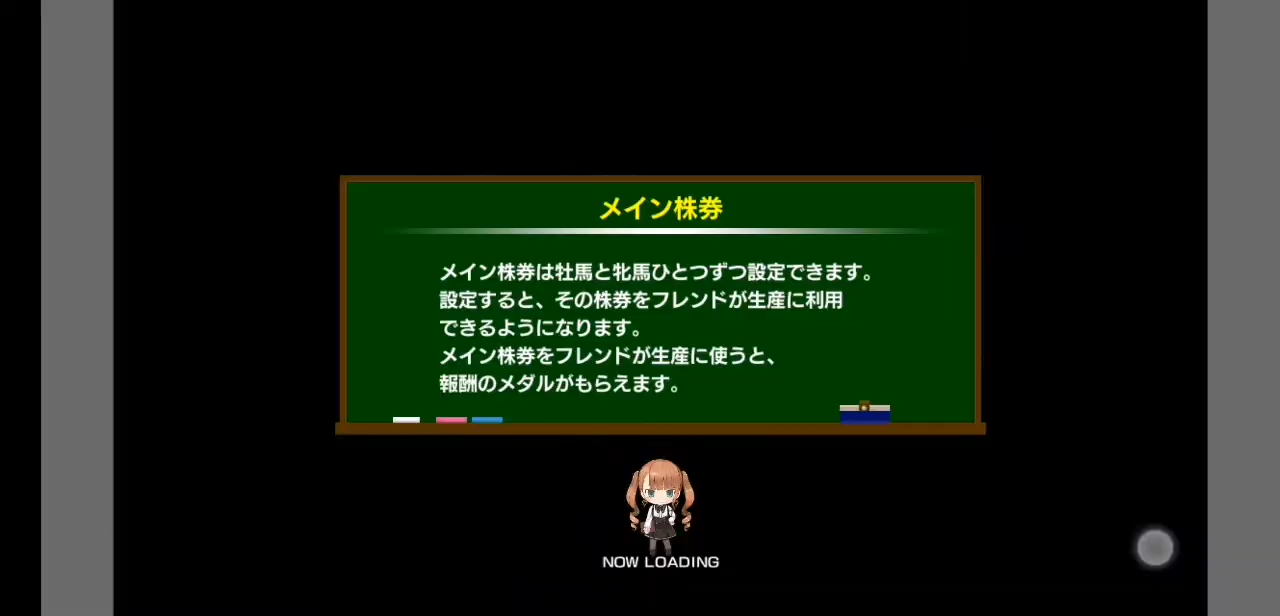 メイン株券
メイン株券は牡馬と牝馬ひとつずつ設定できます。
設定すると、その株券をフレンドが生産に利用
できるようになります。
メイン株券をフレンドが生産に使うと、
報酬のメダルがもらえます。
NOW LOADING